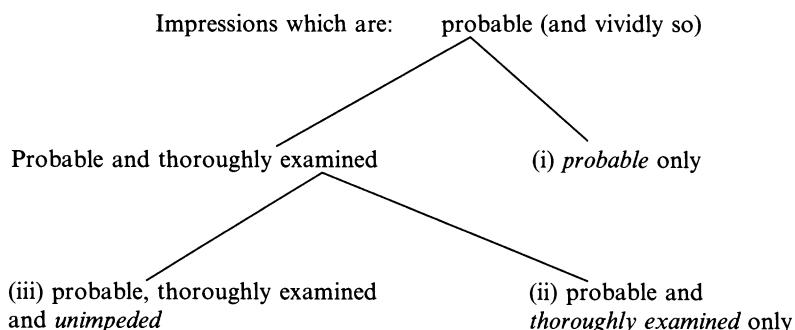 Impressions which are: probable (and vividly so)
Probable and thoroughly examined (i) probable only
(iii) probable, thoroughly examined (ii) probable and
and unimpeded thoroughly examined only